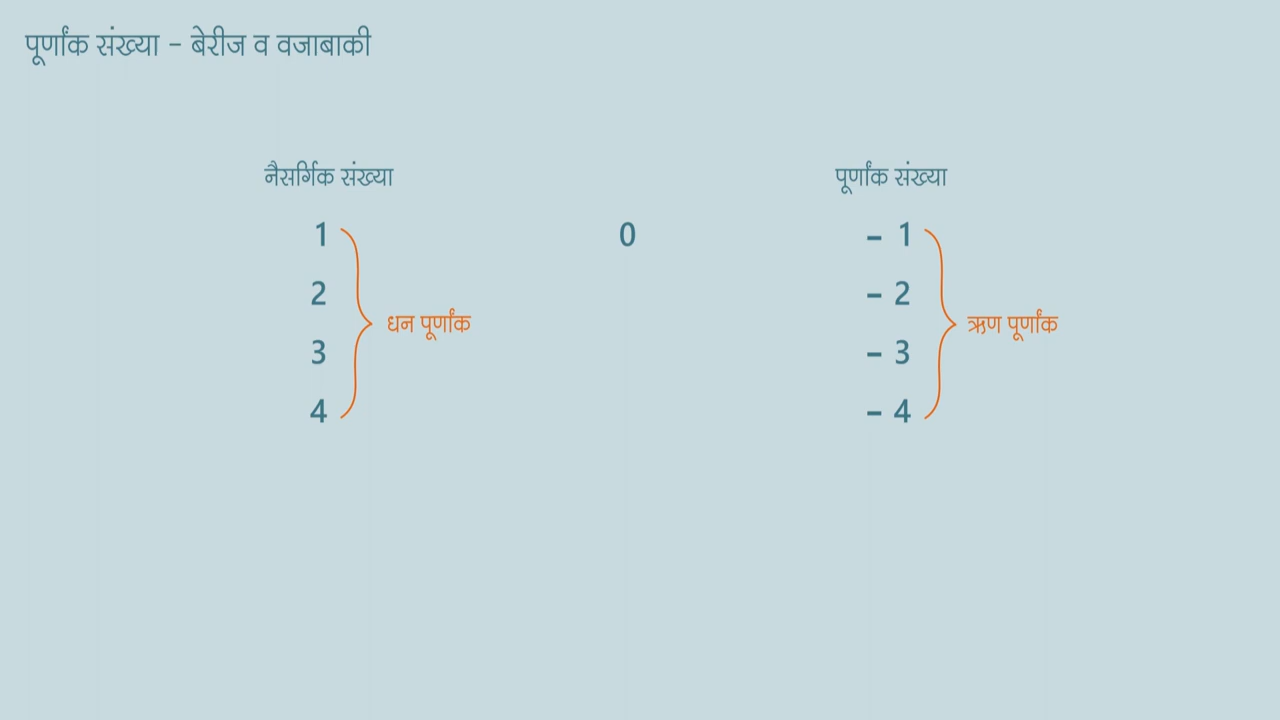 पूर्णांक संख्या - बेरीज व वजाबाकी
नैसर्गिक संख्या
पूर्णांक संख्या
1 0 - 1
2 - 2
धन पूर्णांक ऋण पूर्णांक
3 - 3
4 - 4